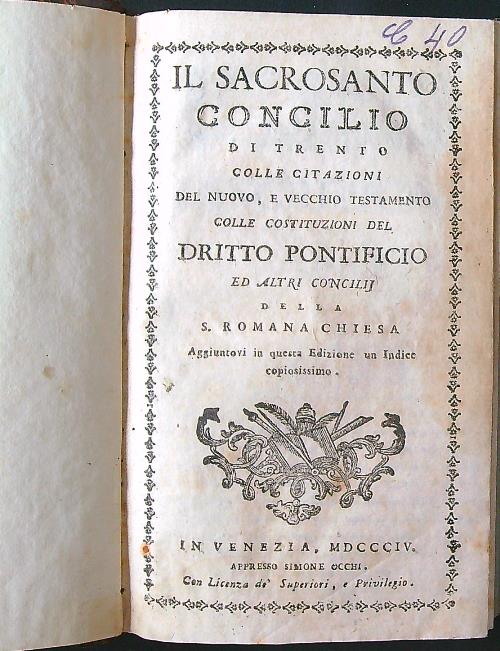 C 40
IL SACROSANTO
CONCILIO
DI TRENTO
COLLE CITAZIONI
DEL NUOVO, E VECCHIO TESTAMENTO
COLLE COSTITUZIONI DEL
DRITTO PONTIFICIO
ED ALTRI CONCILIJ
DELLA
S. ROMANA CHIESA
Aggiuntovi in questa Edizione un Indice
copiosissimo.
IN VENEZIA, MDCCCIV.
APPRESSO SIMONE OCCHI.
Con Licenza de' Superiori, e Privilegio.